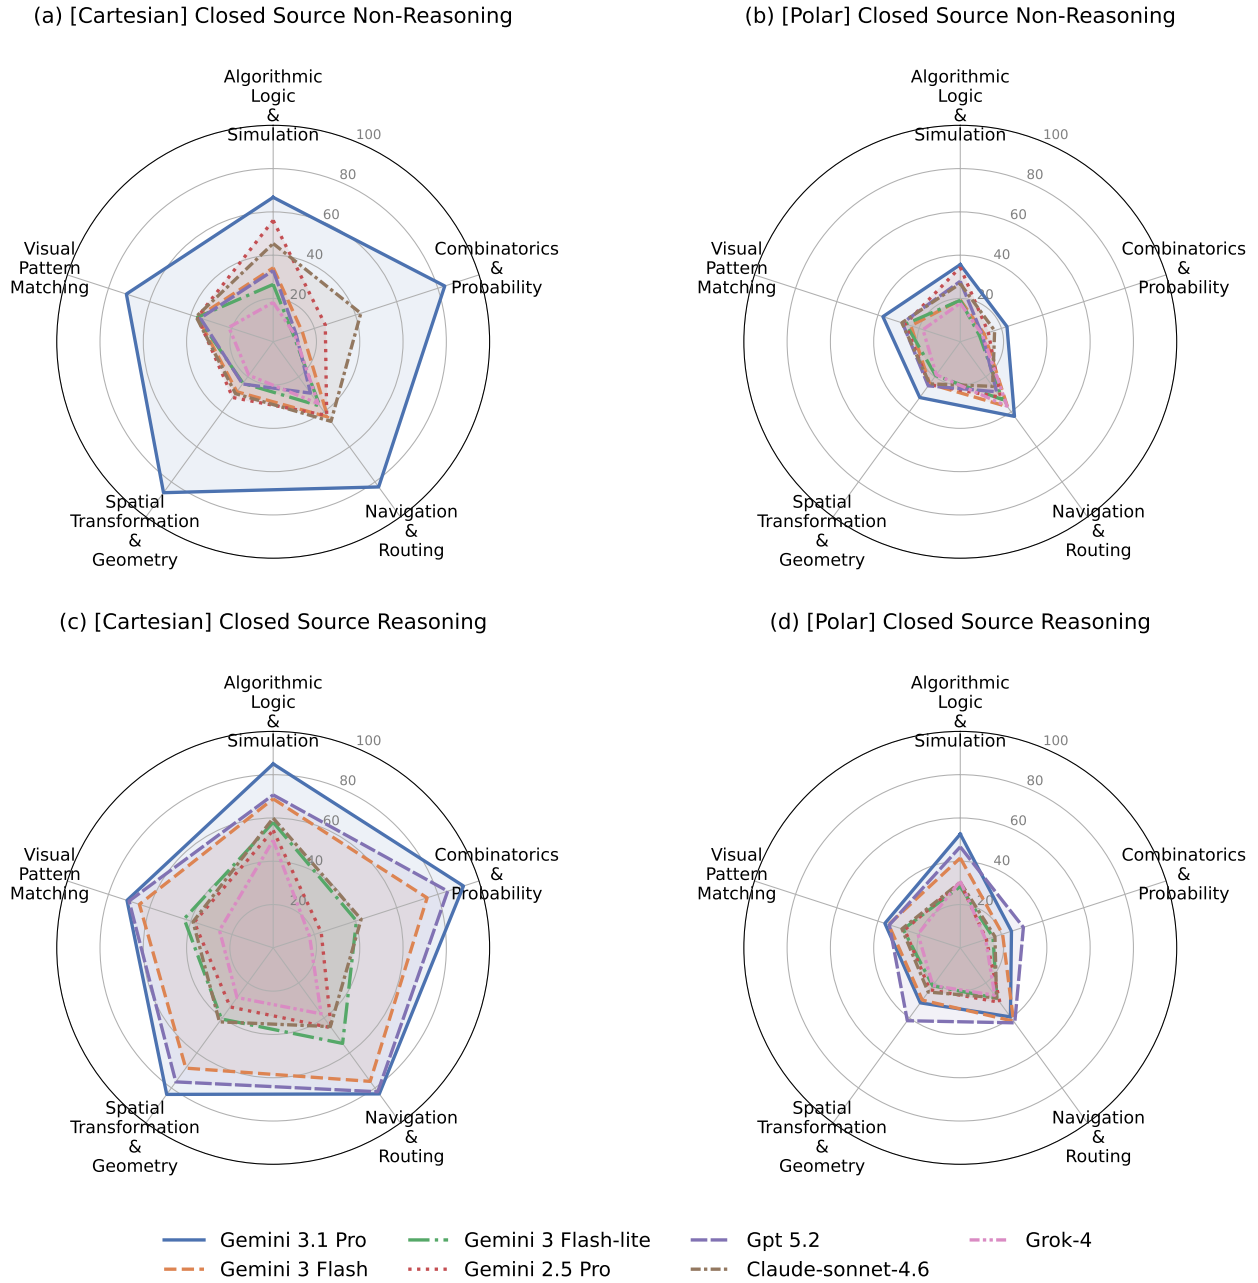 (a) [Cartesian] Closed Source Non-Reasoning
Algorithmic
Logic
&
Simulation
100
80
60
40
20
Combinatorics
&
Probability
Visual
Pattern
Matching
Spatial
Transformation
&
Geometry
Navigation
&
Routing
(b) [Polar] Closed Source Non-Reasoning
Algorithmic
Logic
&
Simulation
100
80
60
40
20
Combinatorics
&
Probability
Visual
Pattern
Matching
Spatial
Transformation
&
Geometry
Navigation
&
Routing
(c) [Cartesian] Closed Source Reasoning
Algorithmic
Logic
&
Simulation
100
80
60
40
20
Combinatorics
&
Probability
Visual
Pattern
Matching
Spatial
Transformation
&
Geometry
Navigation
&
Routing
(d) [Polar] Closed Source Reasoning
Algorithmic
Logic
&
Simulation
100
80
60
40
20
Combinatorics
&
Probability
Visual
Pattern
Matching
Spatial
Transformation
&
Geometry
Navigation
&
Routing
Gemini 3.1 Pro
Gemini 3 Flash
Gemini 3 Flash-lite
Gemini 2.5 Pro
Gpt 5.2
Claude-sonnet-4.6
Grok-4